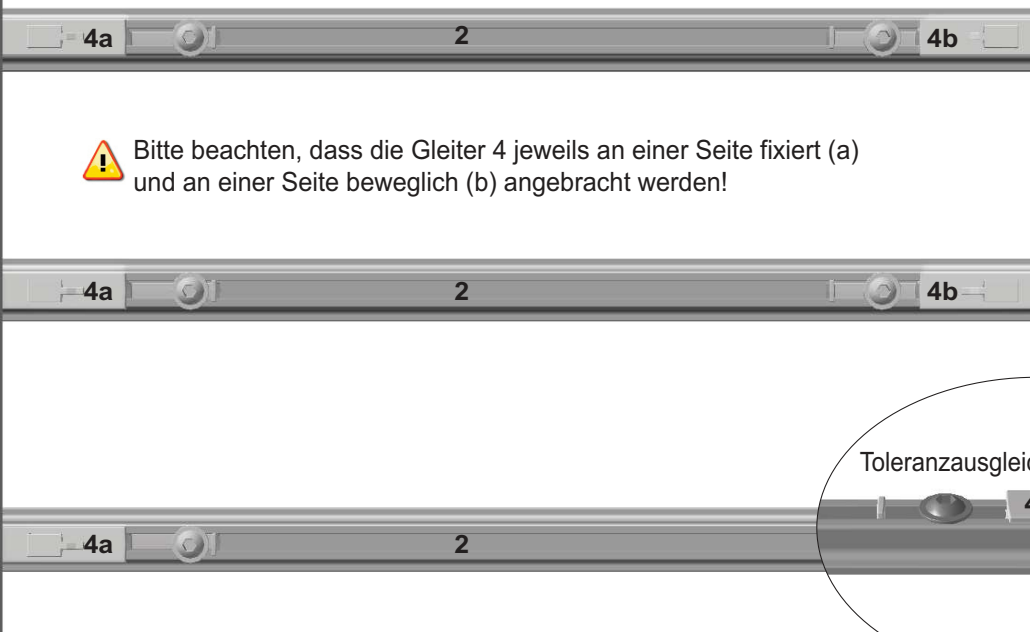 4a 2 4b
Bitte beachten, dass die Gleiter 4 jeweils an einer Seite fixiert (a)
und an einer Seite beweglich (b) angebracht werden!
4a 2 4b
4a 2